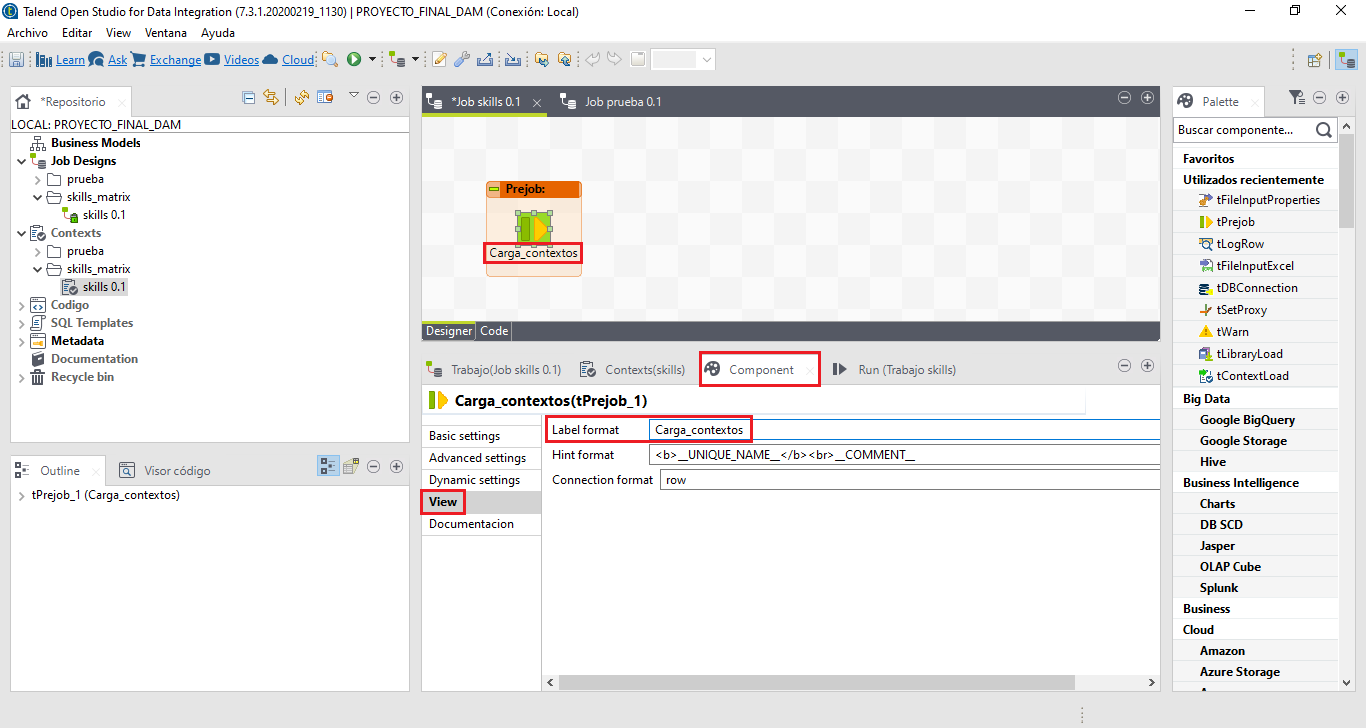 Talend Open Studio for Data Integration (7.3.1.20200219_1130) | PROYECTO_FINAL_DAM (Conexión: Local)
Archivo Editar View Ventana Ayuda
Learn Ask Exchange Videos Cloud
*Repositorio
LOCAL: PROYECTO_FINAL_DAM
Business Models
Job Designs
prueba
skills_matrix
skills 0.1
Contexts
prueba
skills_matrix
skills 0.1
Codigo
SQL Templates
Metadata
Documentation
Recycle bin
Outline Visor código
tPrejob_1 (Carga_contextos)
*Job skills 0.1 Job prueba 0.1
Prejob:
Carga_contextos
Designer Code
Trabajo(Job skills 0.1) Contexts(skills) Component Run (Trabajo skills)
Carga_contextos(tPrejob_1)
Basic settings
Advanced settings
Dynamic settings
View
Documentacion
Label format Carga_contextos
Hint format <b>__UNIQUE_NAME__</b><br>__COMMENT__
Connection format row
Palette
Buscar componente...
Favoritos
Utilizados recientemente
tFileInputProperties
tPrejob
tLogRow
tFileInputExcel
tDBConnection
tSetProxy
tWarn
tLibraryLoad
tContextLoad
Big Data
Google BigQuery
Google Storage
Hive
Business Intelligence
Charts
DB SCD
Jasper
OLAP Cube
Splunk
Business
Cloud
Amazon
Azure Storage